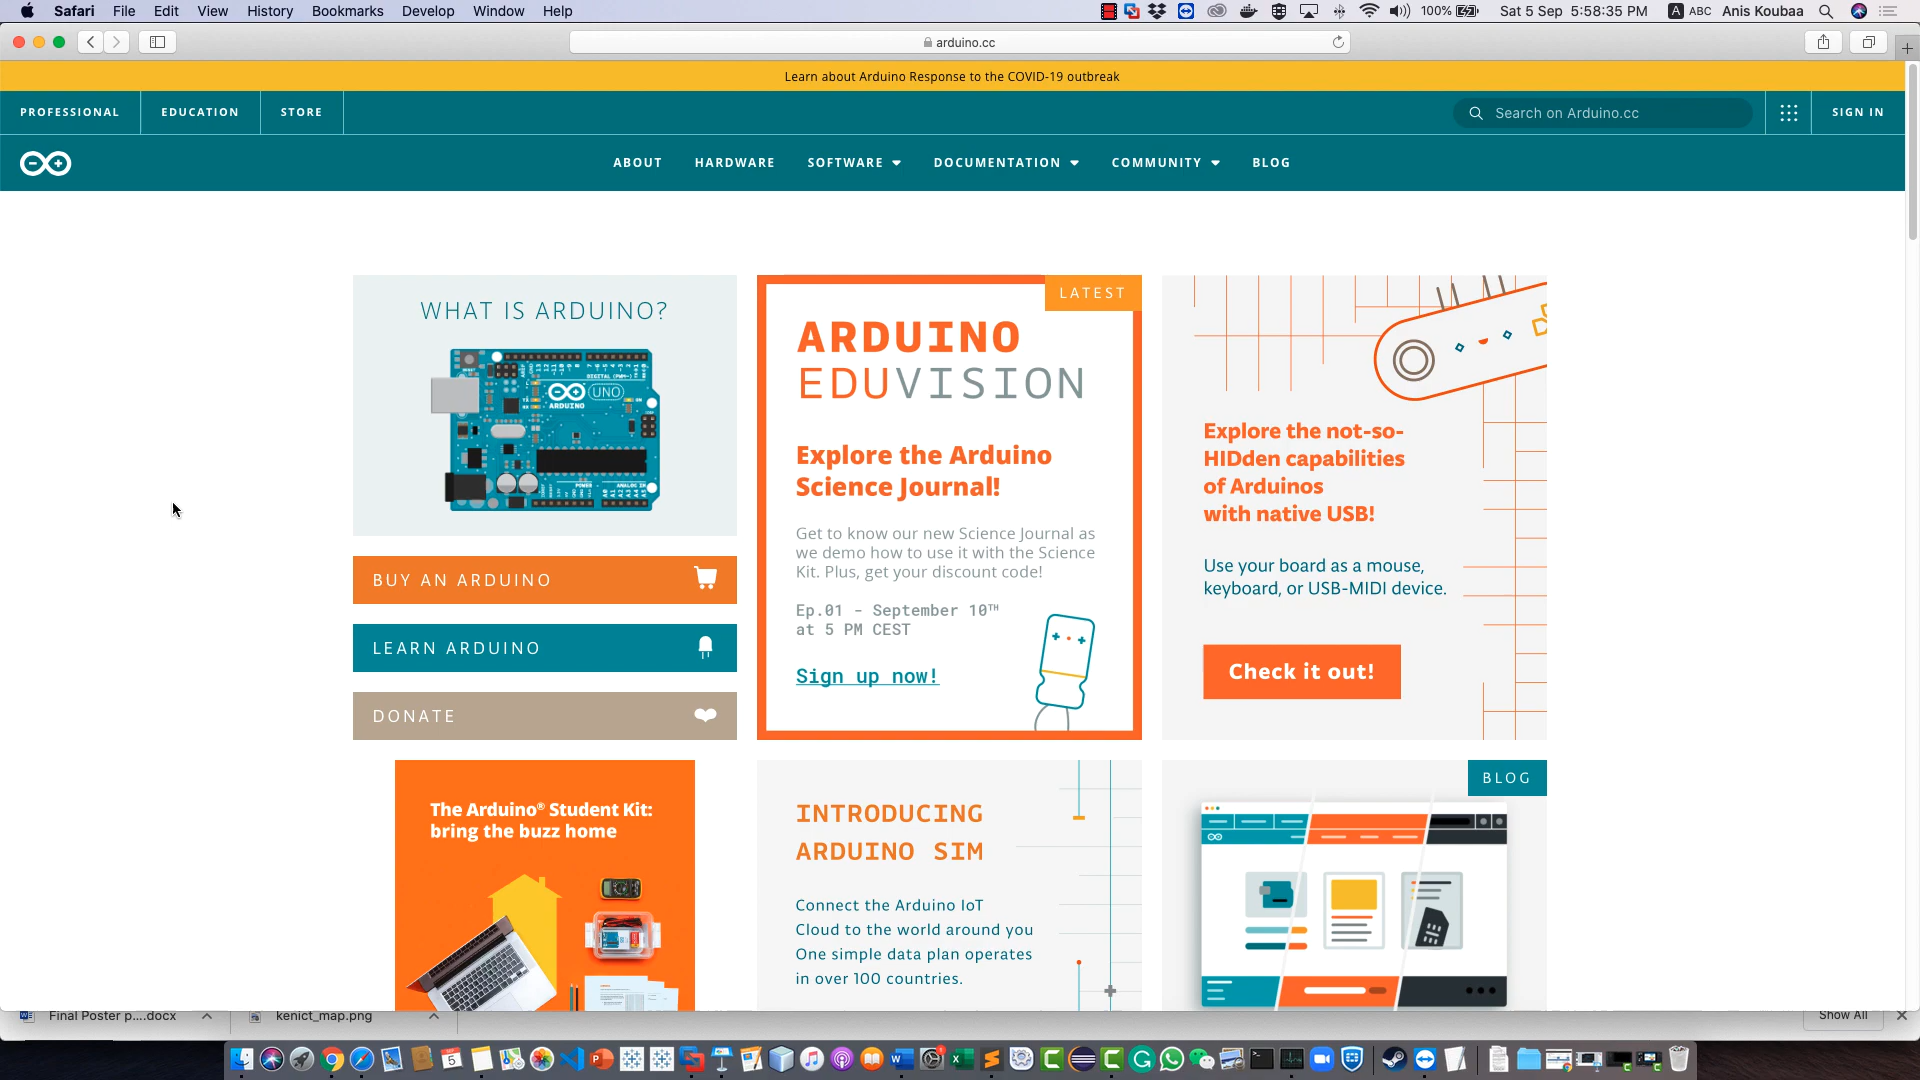 Safari File Edit View History Bookmarks Develop Window Help
100% Sat 5 Sep 5:58:35 PM A ABC Anis Koubaa
arduino.cc
Learn about Arduino Response to the COVID-19 outbreak
PROFESSIONAL EDUCATION STORE
Search on Arduino.cc
SIGN IN
ABOUT HARDWARE SOFTWARE DOCUMENTATION COMMUNITY BLOG
WHAT IS ARDUINO?
UNO
ARDUINO
DIGITAL (PWM~)
POWER
ANALOG IN
BUY AN ARDUINO
LEARN ARDUINO
DONATE
LATEST
ARDUINO
EDUVISION
Explore the Arduino
Science Journal!
Get to know our new Science Journal as
we demo how to use it with the Science
Kit. Plus, get your discount code!
Ep.01 - September 10TH
at 5 PM CEST
Sign up now!
Explore the not-so-
HIDden capabilities
of Arduinos
with native USB!
Use your board as a mouse,
keyboard, or USB-MIDI device.
Check it out!
The Arduino® Student Kit:
bring the buzz home
INTRODUCING
ARDUINO SIM
Connect the Arduino IoT
Cloud to the world around you
One simple data plan operates
in over 100 countries.
BLOG
Final Poster p....docx
kenict_map.png
Show All